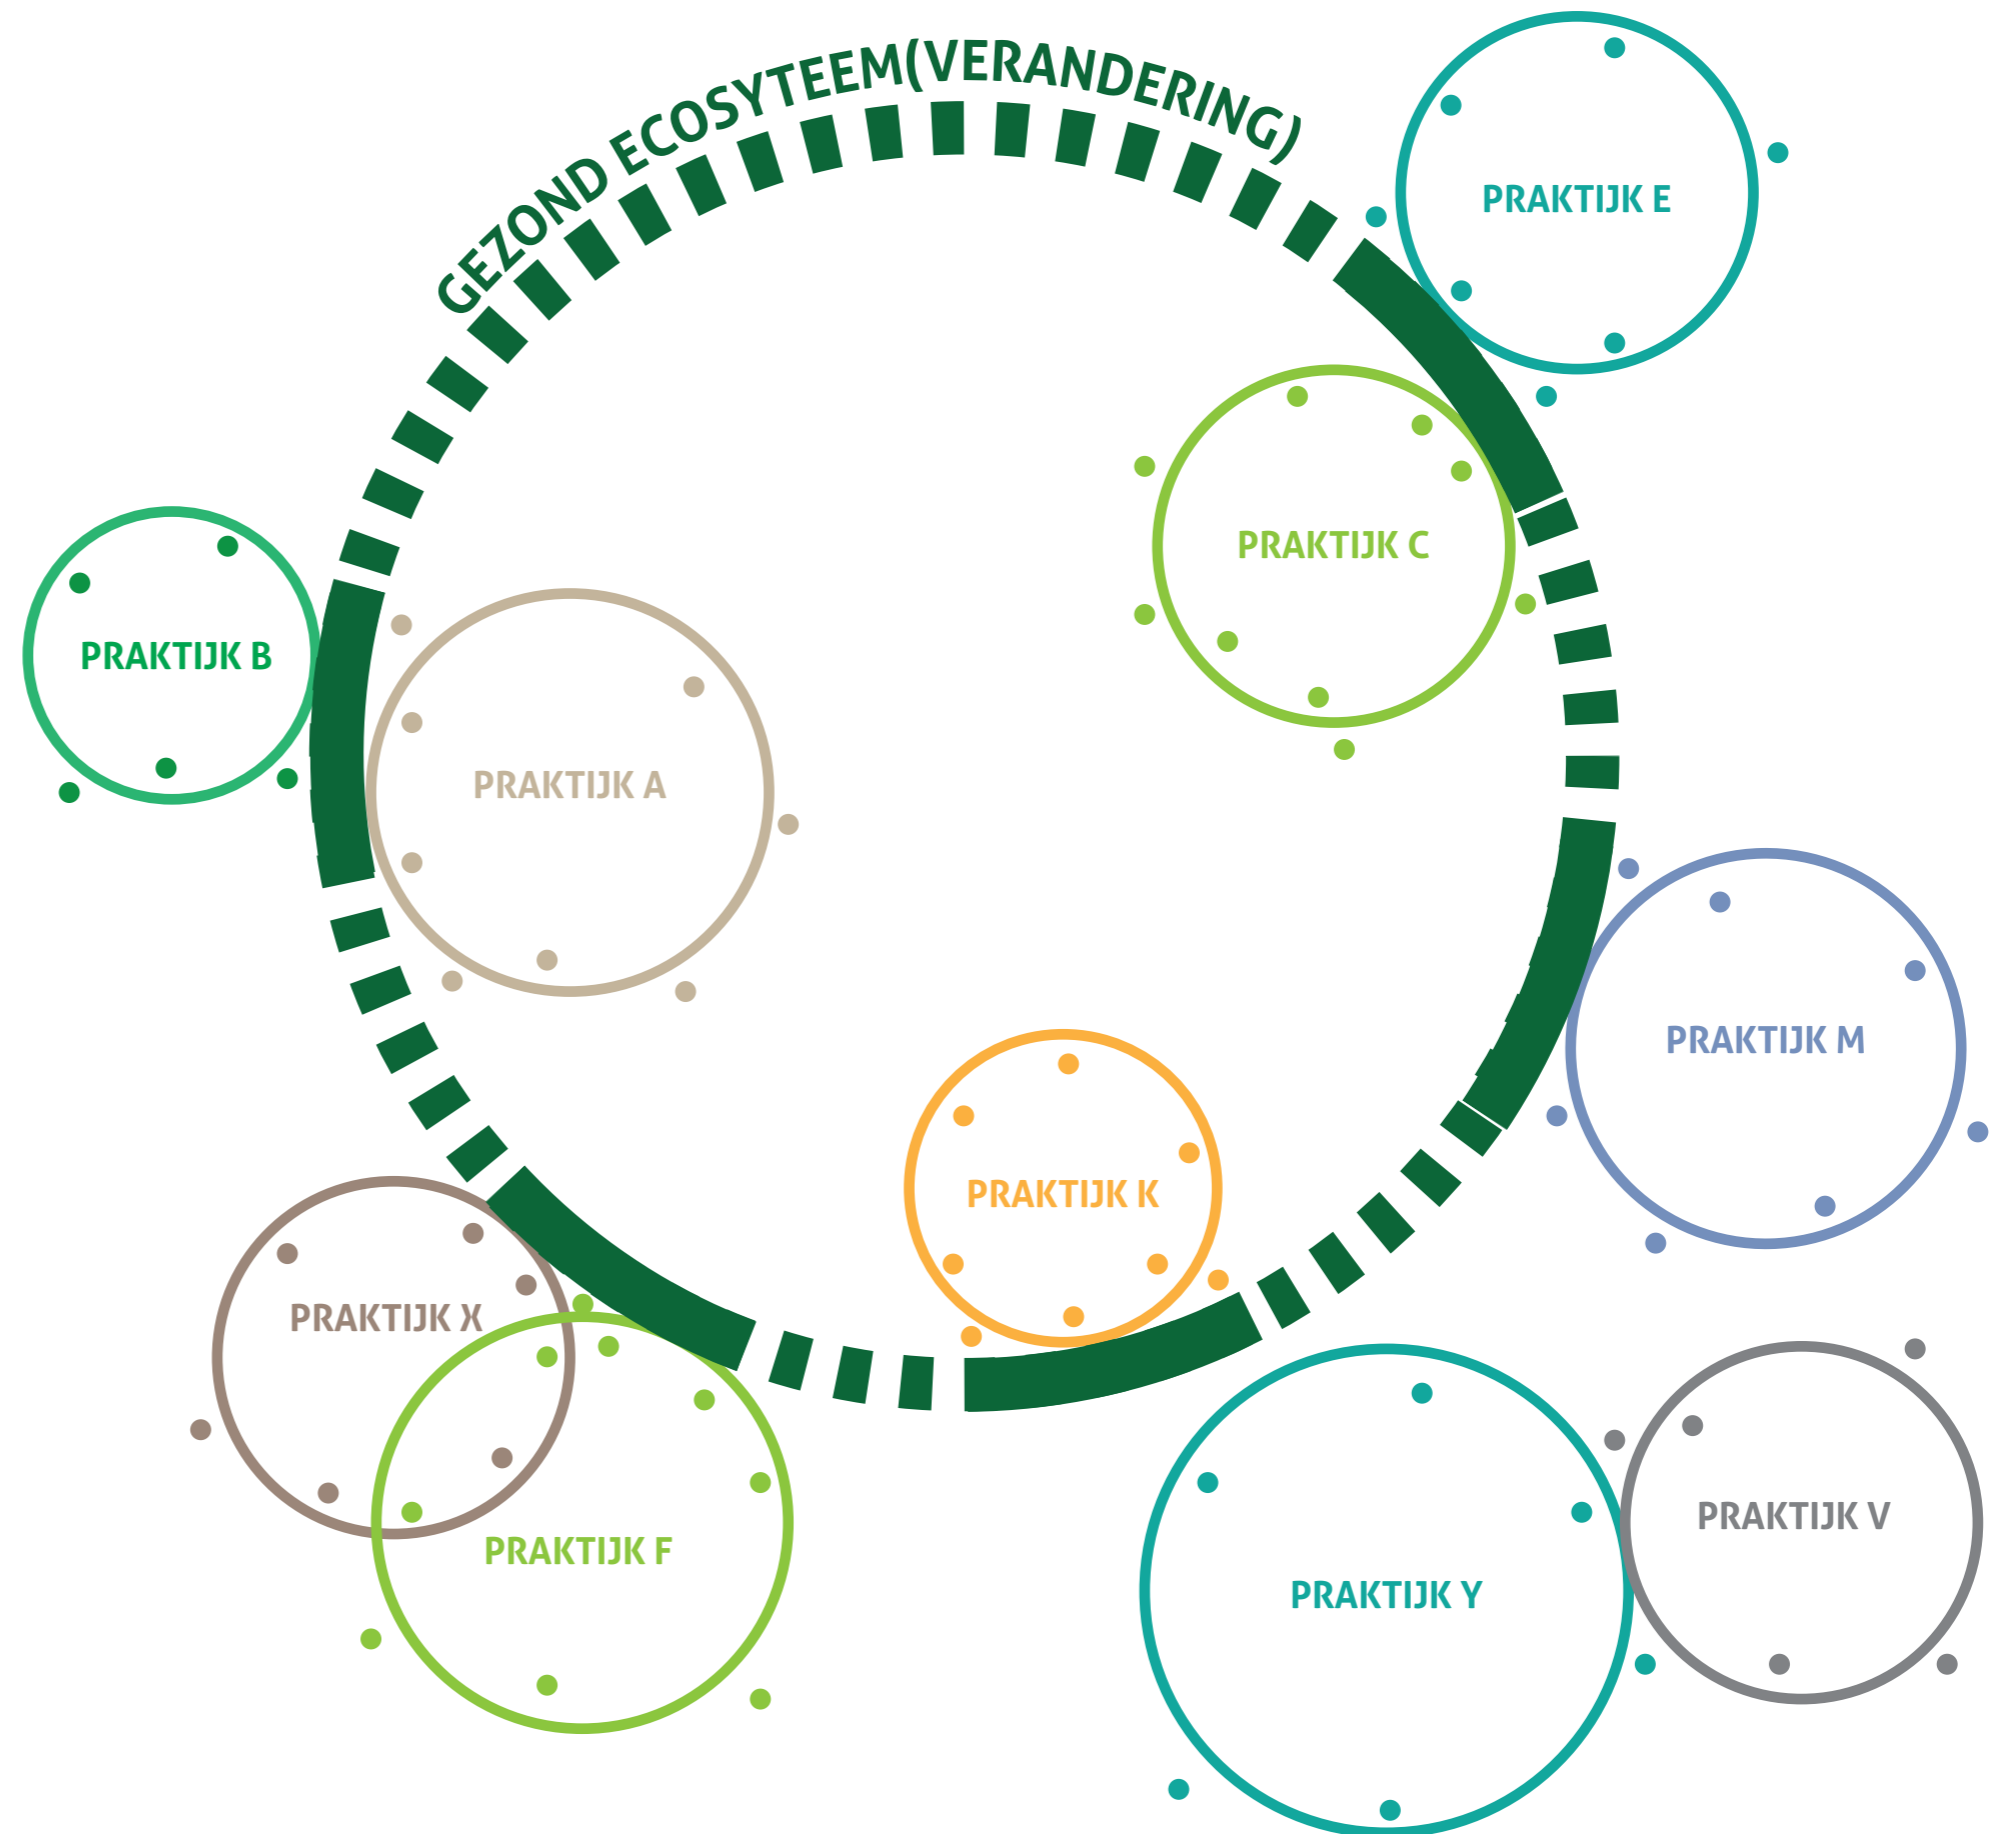 GEZOND ECOSYTEEM(VERANDERING)
PRAKTIJK E
PRAKTIJK C
PRAKTIJK B
PRAKTIJK A
PRAKTIJK M
PRAKTIJK K
PRAKTIJK X
PRAKTIJK F
PRAKTIJK V
PRAKTIJK Y